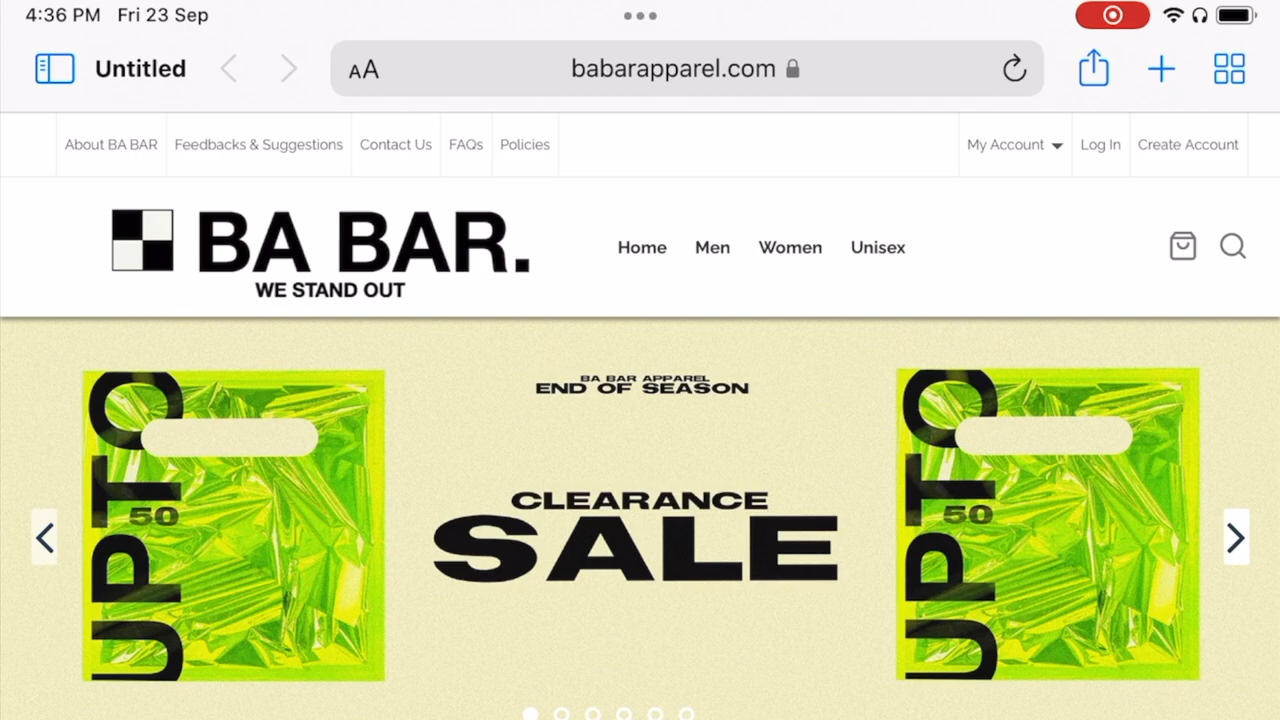 4:36 PM Fri 23 Sep
Untitled
AA
babarapparel.com
About BA BAR
Feedbacks & Suggestions
Contact Us
FAQs
Policies
My Account
Log In
Create Account
BA BAR.
WE STAND OUT
Home
Men
Women
Unisex
BA BAR APPAREL
END OF SEASON
CLEARANCE
SALE
UPTO
50
UPTO
50